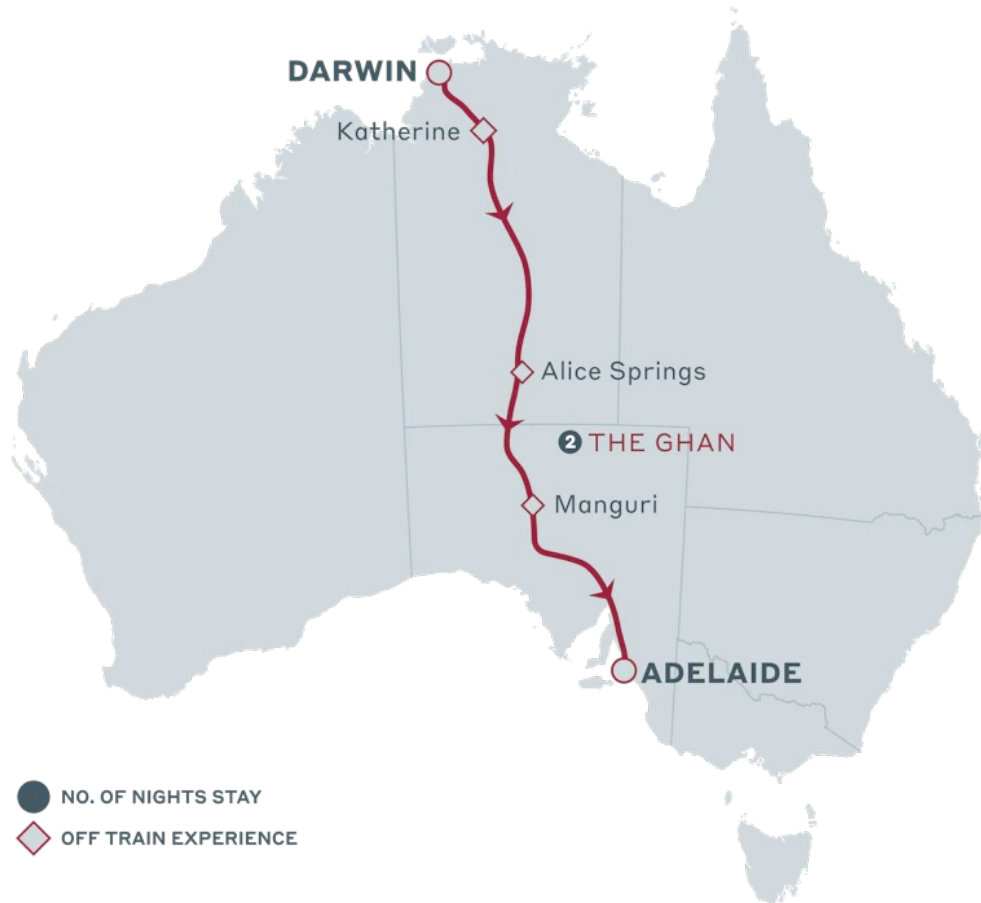 DARWIN
Katherine
Alice Springs
2 THE GHAN
Manguri
ADELAIDE
NO. OF NIGHTS STAY
OFF TRAIN EXPERIENCE